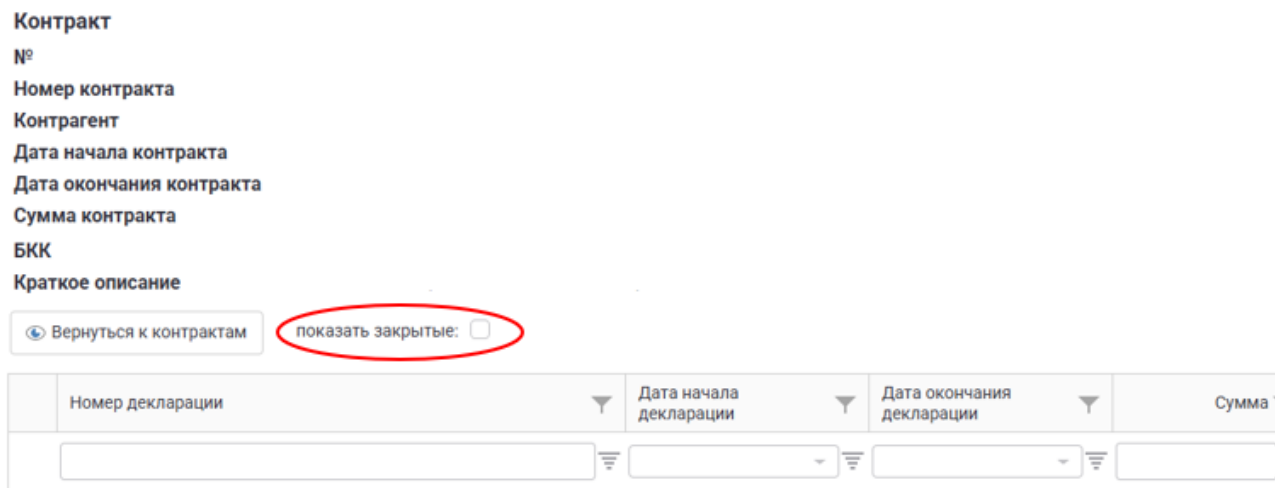 Контракт
№
Номер контракта
Контрагент
Дата начала контракта
Дата окончания контракта
Сумма контракта
БКК
Краткое описание
Вернуться к контрактам показать закрытые:
Номер декларации Дата начала декларации Дата окончания декларации Сумма